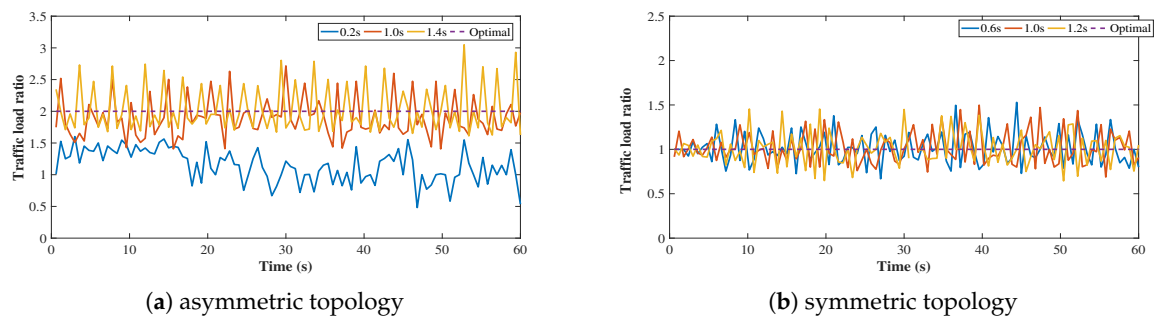 3.5
3
2.5
2
1.5
1
0.5
0
0 10 20 30 40 50 60
Traffic load ratio
Time (s)
0.2s 1.0s 1.4s Optimal
(a) asymmetric topology
2.5
2
1.5
1
0.5
0
0 10 20 30 40 50 60
Traffic load ratio
Time (s)
0.6s 1.0s 1.2s Optimal
(b) symmetric topology